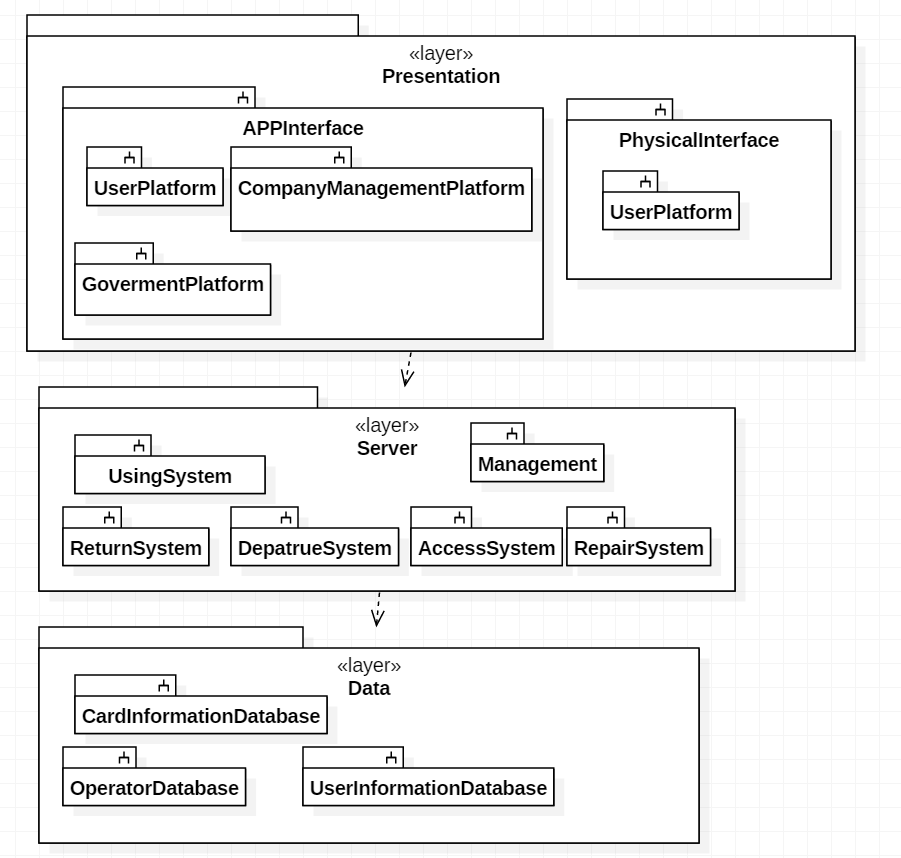 «layer»
Presentation
APPInterface
UserPlatform
CompanyManagementPlatform
GovermentPlatform
PhysicalInterface
UserPlatform
«layer»
Server
UsingSystem
Management
ReturnSystem
DepatrueSystem
AccessSystem
RepairSystem
«layer»
Data
CardInformationDatabase
OperatorDatabase
UserInformationDatabase